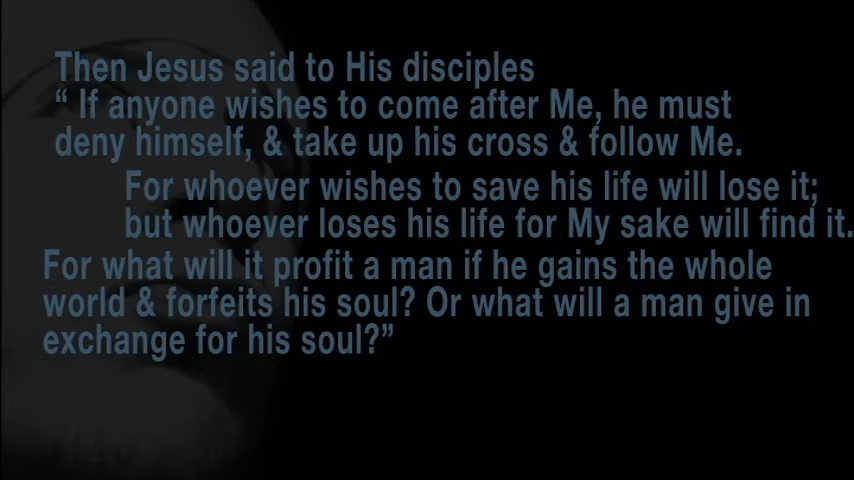 Then Jesus said to His disciples
“ If anyone wishes to come after Me, he must
deny himself, & take up his cross & follow Me.
For whoever wishes to save his life will lose it;
but whoever loses his life for My sake will find it.
For what will it profit a man if he gains the whole
world & forfeits his soul? Or what will a man give in
exchange for his soul?”